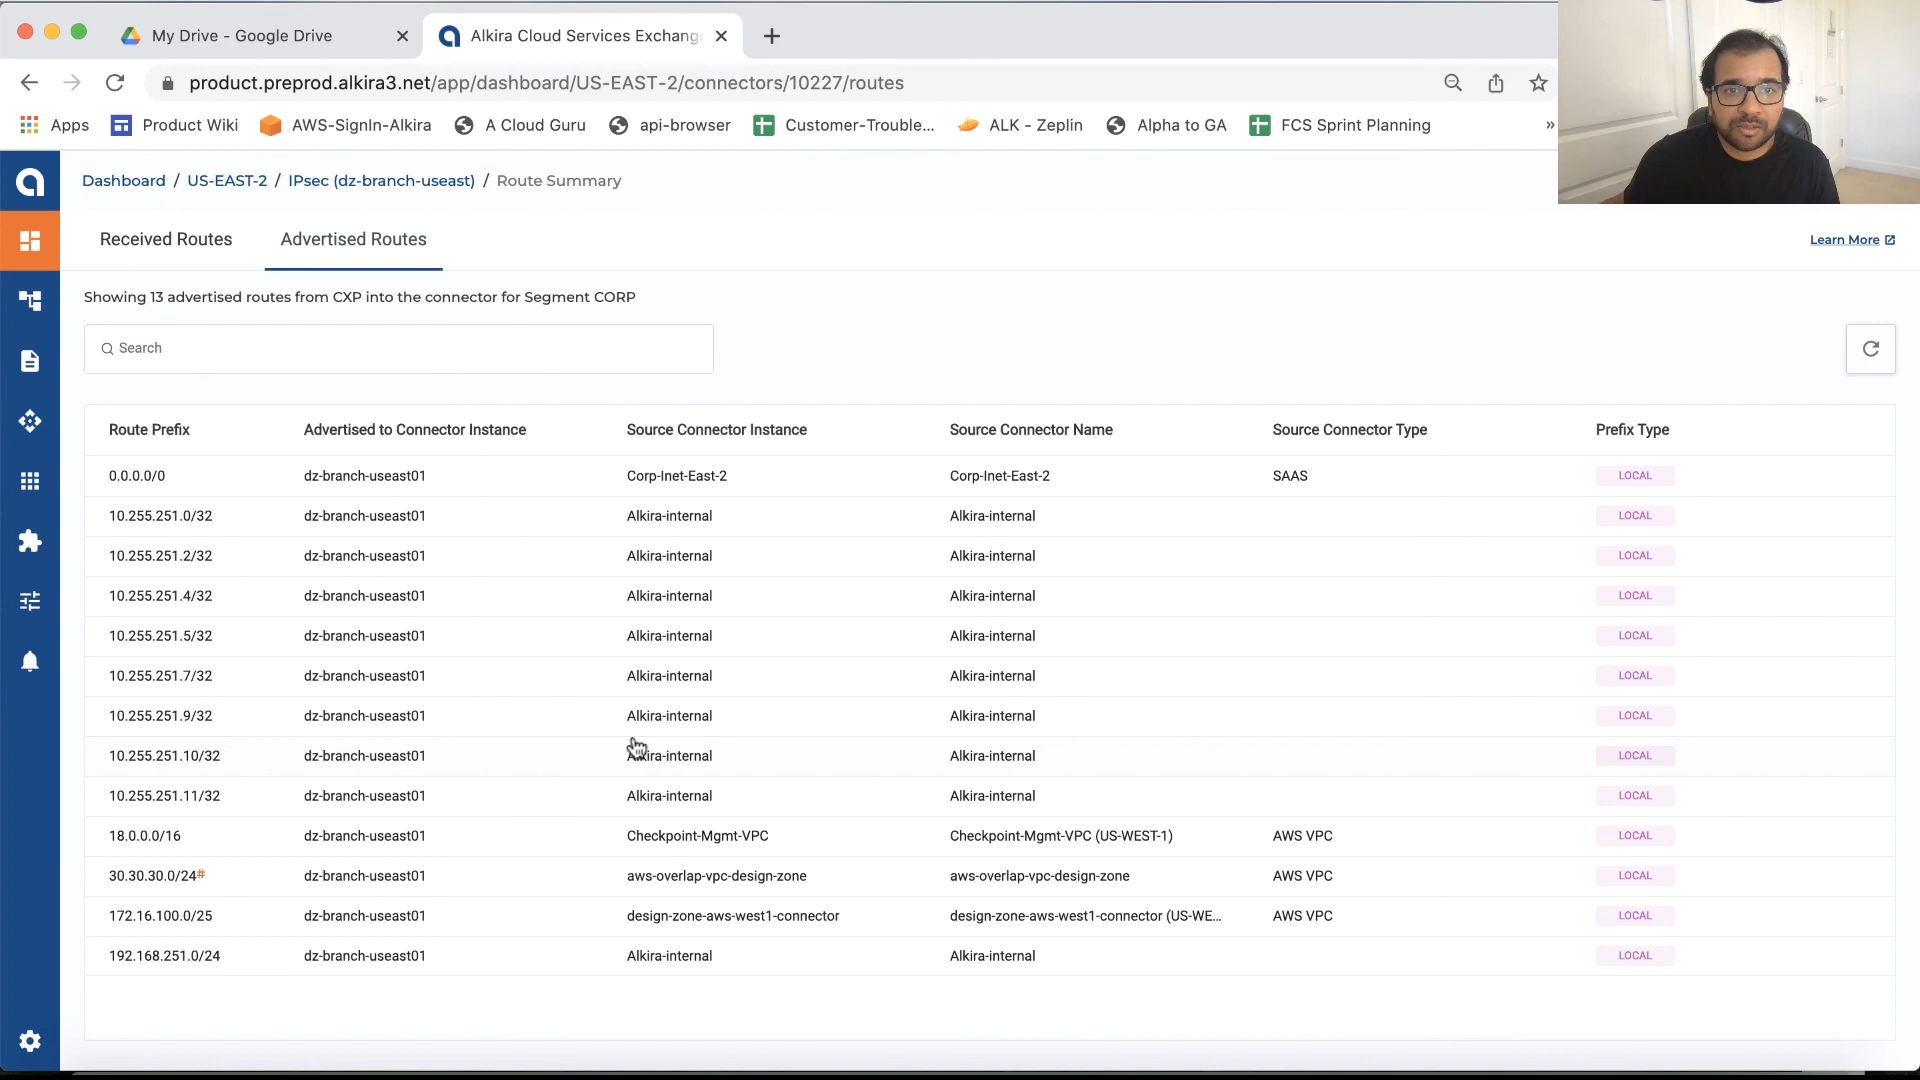 My Drive - Google Drive
Alkira Cloud Services Exchang
product.preprod.alkira3.net/app/dashboard/US-EAST-2/connectors/10227/routes
Apps
Product Wiki
AWS-SignIn-Alkira
A Cloud Guru
api-browser
Customer-Trouble...
ALK - Zeplin
Alpha to GA
FCS Sprint Planning
»
Dashboard / US-EAST-2 / IPsec (dz-branch-useast) / Route Summary
Received Routes
Advertised Routes
Learn More
Showing 13 advertised routes from CXP into the connector for Segment CORP
Search
Route Prefix Advertised to Connector Instance Source Connector Instance Source Connector Name Source Connector Type Prefix Type
0.0.0.0/0 dz-branch-useast01 Corp-Inet-East-2 Corp-Inet-East-2 SAAS LOCAL
10.255.251.0/32 dz-branch-useast01 Alkira-internal Alkira-internal LOCAL
10.255.251.2/32 dz-branch-useast01 Alkira-internal Alkira-internal LOCAL
10.255.251.4/32 dz-branch-useast01 Alkira-internal Alkira-internal LOCAL
10.255.251.5/32 dz-branch-useast01 Alkira-internal Alkira-internal LOCAL
10.255.251.7/32 dz-branch-useast01 Alkira-internal Alkira-internal LOCAL
10.255.251.9/32 dz-branch-useast01 Alkira-internal Alkira-internal LOCAL
10.255.251.10/32 dz-branch-useast01 Alkira-internal Alkira-internal LOCAL
10.255.251.11/32 dz-branch-useast01 Alkira-internal Alkira-internal LOCAL
18.0.0.0/16 dz-branch-useast01 Checkpoint-Mgmt-VPC Checkpoint-Mgmt-VPC (US-WEST-1) AWS VPC LOCAL
30.30.30.0/24# dz-branch-useast01 aws-overlap-vpc-design-zone aws-overlap-vpc-design-zone AWS VPC LOCAL
172.16.100.0/25 dz-branch-useast01 design-zone-aws-west1-connector design-zone-aws-west1-connector (US-WE... AWS VPC LOCAL
192.168.251.0/24 dz-branch-useast01 Alkira-internal Alkira-internal LOCAL